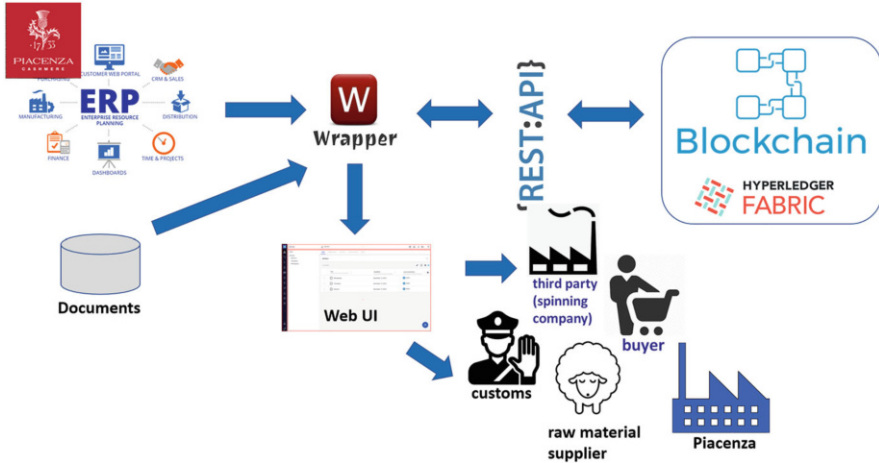 -1733-
PIACENZA
CASHMERE
CUSTOMER WEB PORTAL
CRM & SALES
ERP
ENTERPRISE RESOURCE
PLANNING
MANUFACTURING
DISTRIBUTION
FINANCE
DASHBOARDS
TIME & PROJECTS
W
Wrapper
{REST:API}
Blockchain
HYPERLEDGER
FABRIC
Documents
Web UI
third party
(spinning
company)
buyer
customs
raw material
supplier
Piacenza